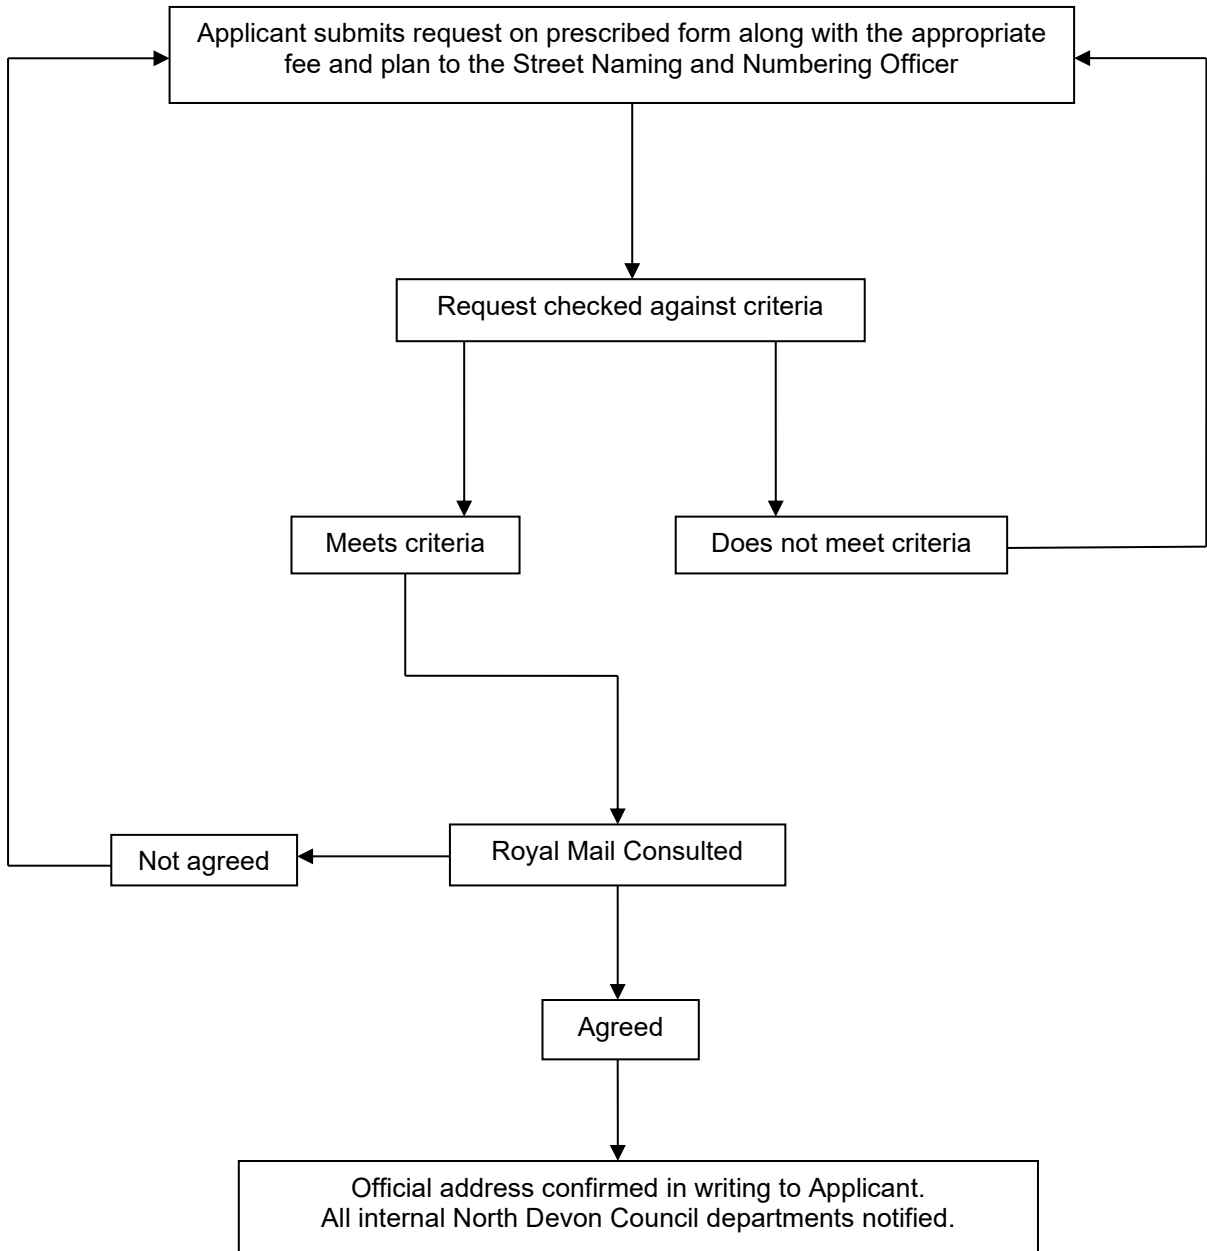 Applicant submits request on prescribed form along with the appropriate
fee and plan to the Street Naming and Numbering Officer
Request checked against criteria
Meets criteria
Does not meet criteria
Not agreed
Royal Mail Consulted
Agreed
Official address confirmed in writing to Applicant.
All internal North Devon Council departments notified.